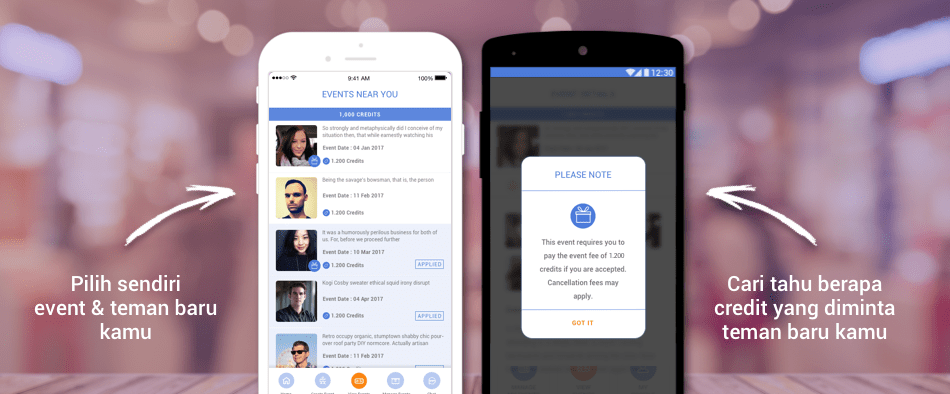 9:41 AM
100%
EVENTS NEAR YOU
1,000 CREDITS
So strongly and metaphysically did I conceive of my
situation then, that while earnestly watching his
Event Date : 04 Jan 2017
1.200 Credits
Being the savage's bowsman, that is, the person
Event Date : 11 Feb 2017
1.200 Credits
It was a humorously perilous business for both of
us. For, before we proceed further
Event Date : 10 Mar 2017
1.200 Credits
APPLIED
Kogi Cosby sweater ethical squid irony disrupt
Event Date : 04 Apr 2017
1.200 Credits
APPLIED
Retro occupy organic, stumptown shabby chic pour-
over roof party DIY normcore. Actually artisan
Event Date : 11 Feb 2017
1.200 Credits
12:30
PLEASE NOTE
This event requires you to
pay the event fee of 1.200
credits if you are accepted.
Cancellation fees may
apply.
GOT IT
Pilih sendiri
event & teman baru
kamu
Cari tahu berapa
credit yang diminta
teman baru kamu